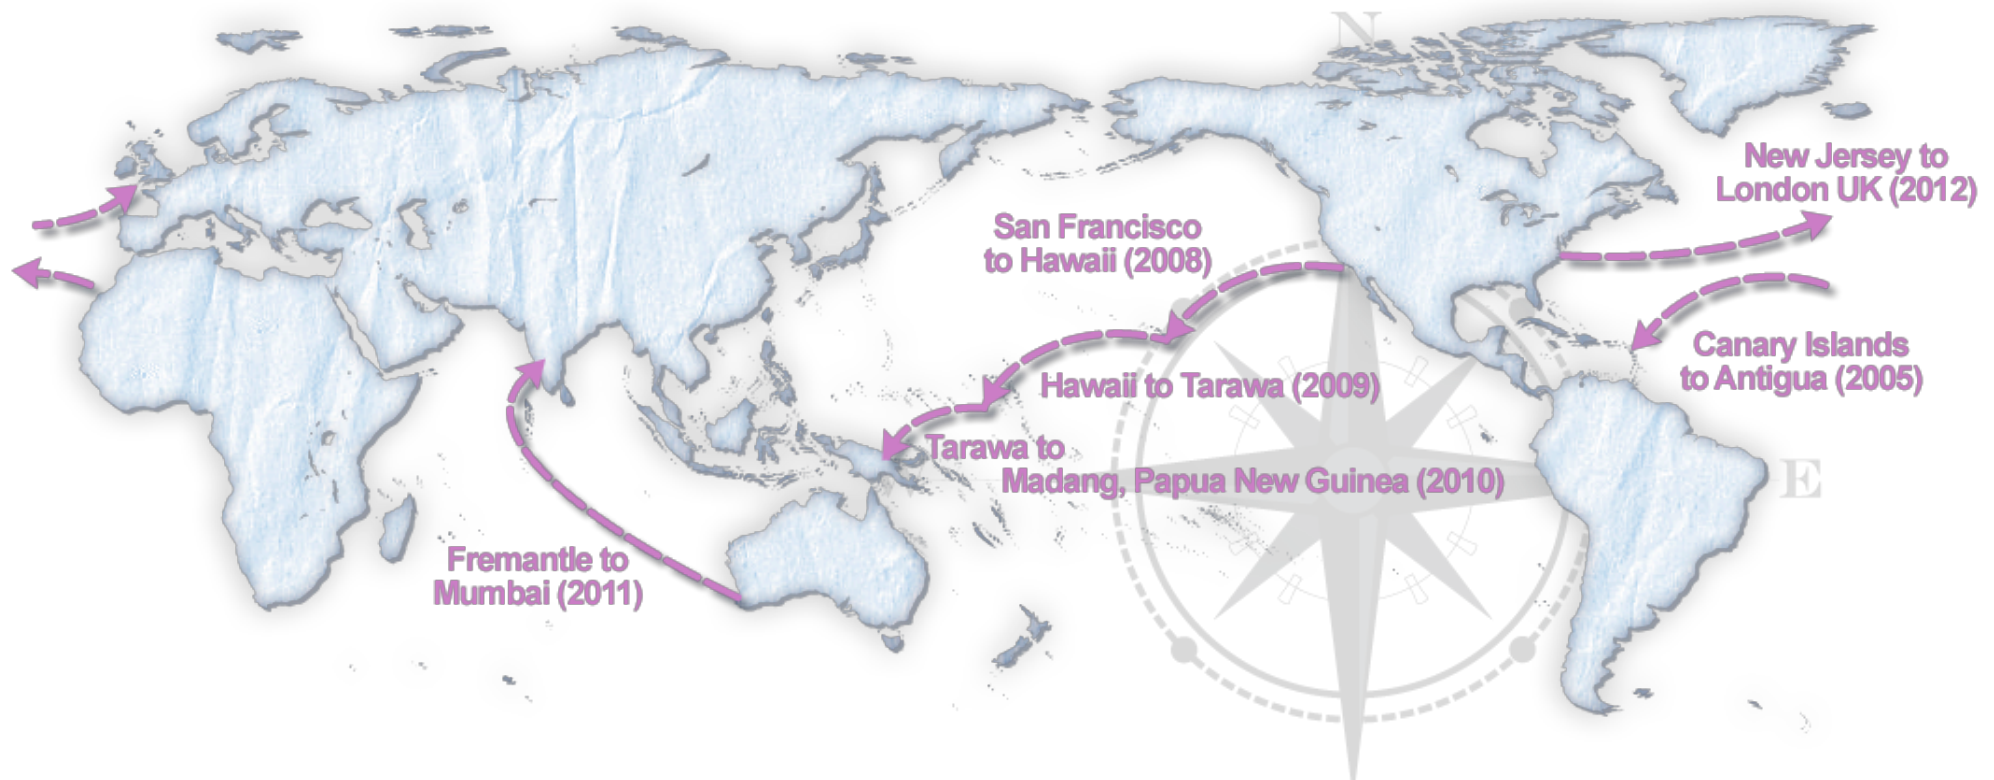 N
New Jersey to
London UK (2012)
San Francisco
to Hawaii (2008)
Canary Islands
to Antigua (2005)
Hawaii to Tarawa (2009)
Tarawa to
Madang, Papua New Guinea (2010)
E
Fremantle to
Mumbai (2011)